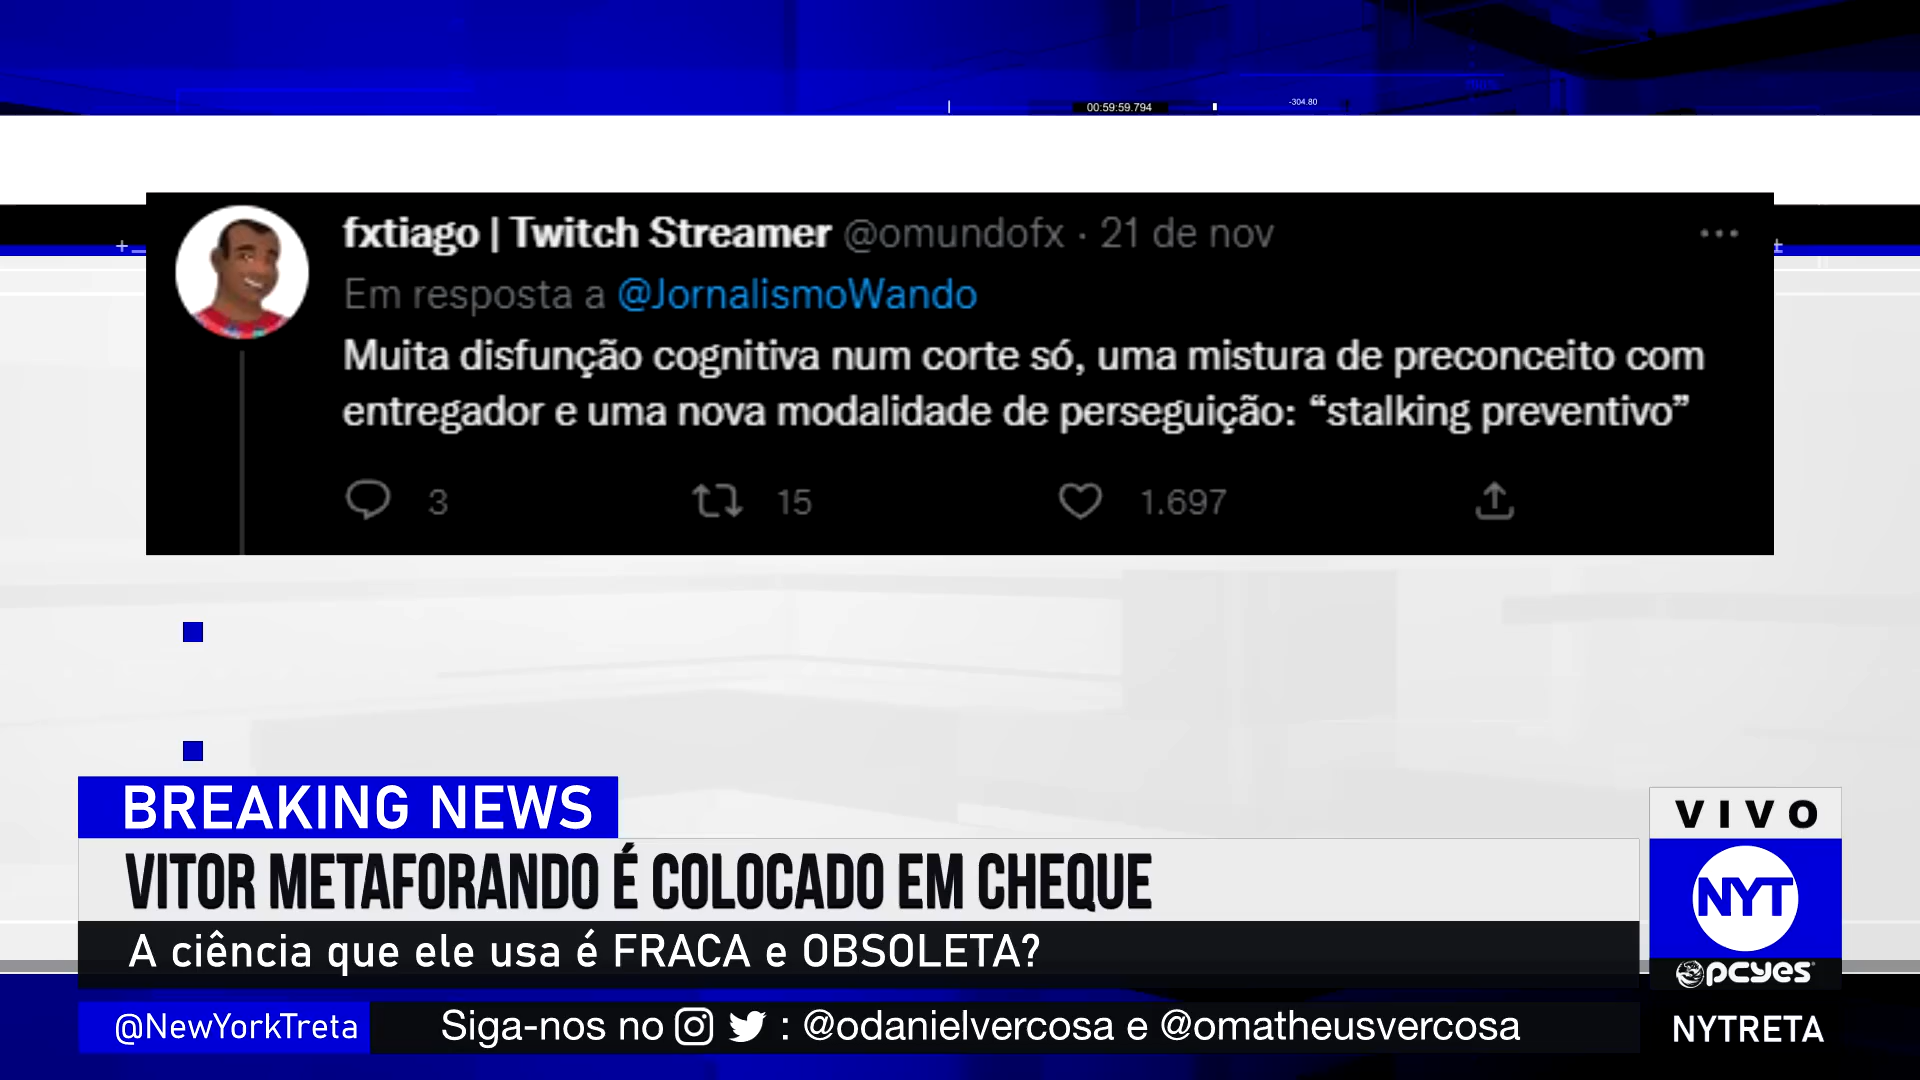 00:59:59.794
-304.80
fxtiago | Twitch Streamer @omundofx · 21 de nov
Em resposta a @JornalismoWando
Muita disfunção cognitiva num corte só, uma mistura de preconceito com
entregador e uma nova modalidade de perseguição: “stalking preventivo”
3 15 1.697
BREAKING NEWS
VITOR METAFORANDO É COLOCADO EM CHEQUE
A ciência que ele usa é FRACA e OBSOLETA?
@NewYorkTreta
Siga-nos no : @odanielvercosa e @omatheusvercosa
VIVO
NYT
pcyes
NYTRETA